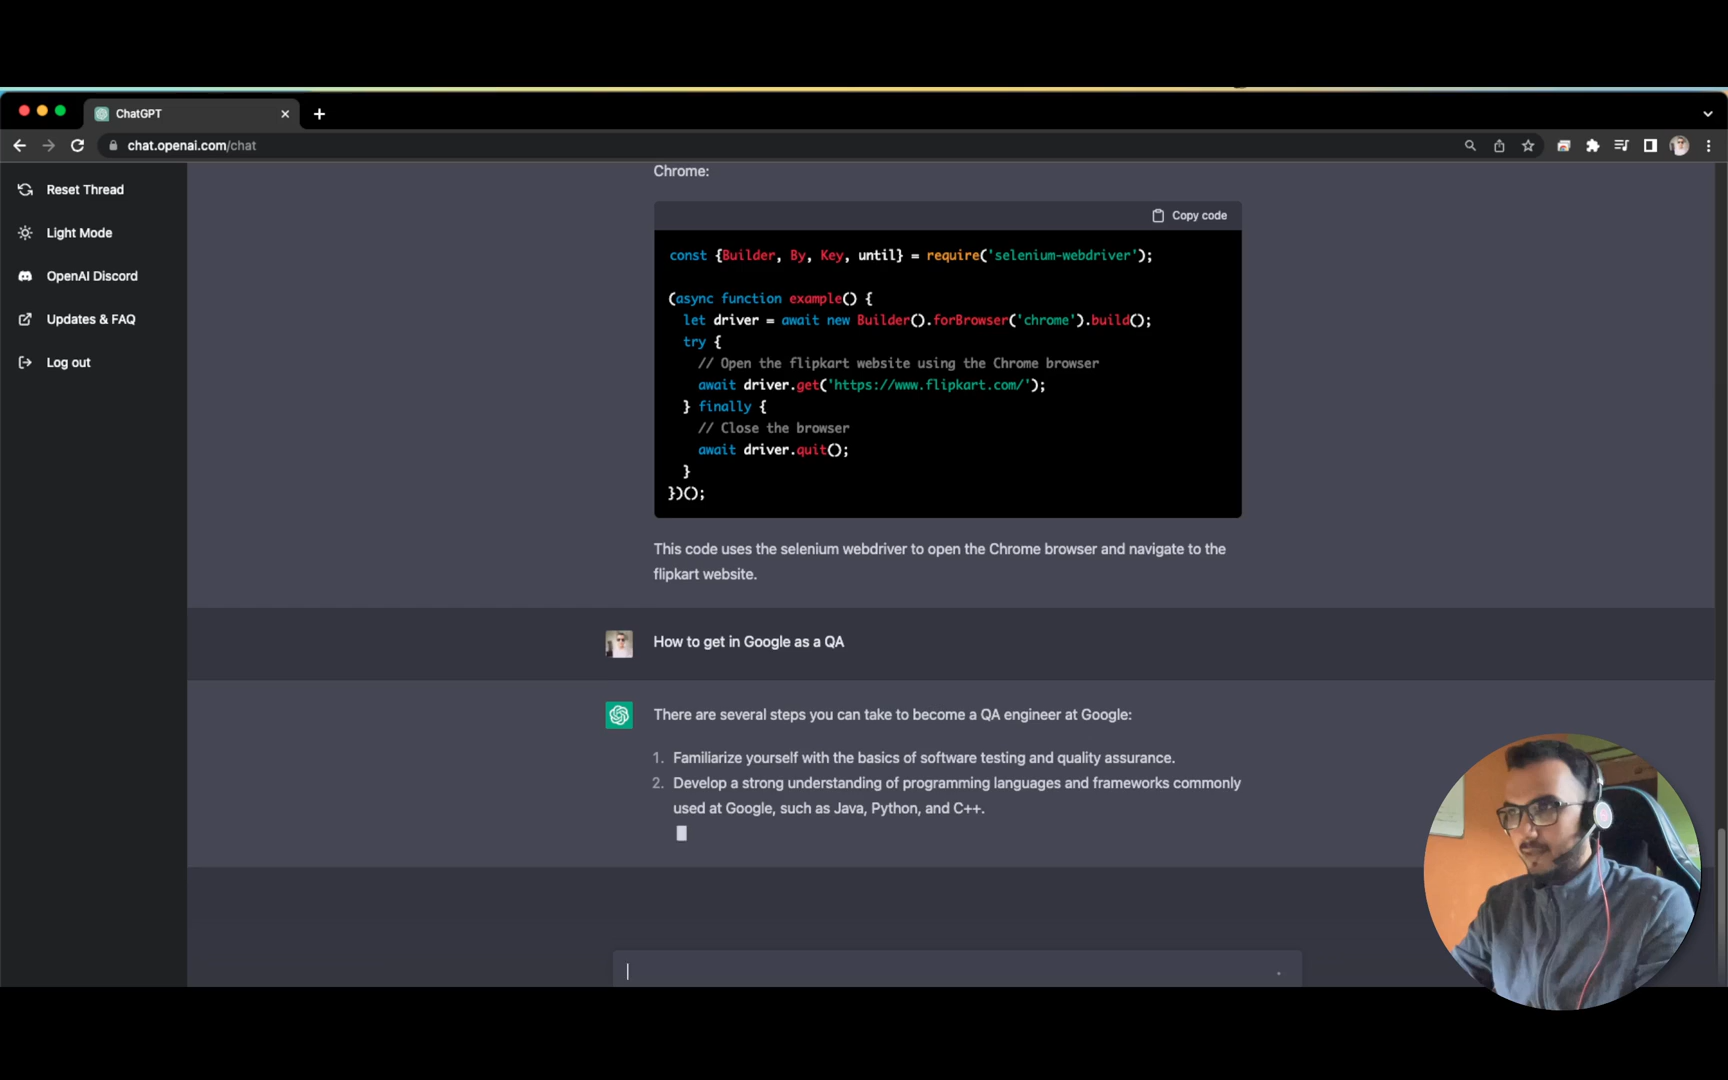 ChatGPT
chat.openai.com/chat
Reset Thread
Light Mode
OpenAI Discord
Updates & FAQ
Log out
Chrome:
Copy code
const {Builder, By, Key, until} = require('selenium-webdriver');
(async function example() {
let driver = await new Builder().forBrowser('chrome').build();
try {
// Open the flipkart website using the Chrome browser
await driver.get('https://www.flipkart.com/');
} finally {
// Close the browser
await driver.quit();
}
})();
This code uses the selenium webdriver to open the Chrome browser and navigate to the
flipkart website.
How to get in Google as a QA
There are several steps you can take to become a QA engineer at Google:
1. Familiarize yourself with the basics of software testing and quality assurance.
2. Develop a strong understanding of programming languages and frameworks commonly
used at Google, such as Java, Python, and C++.